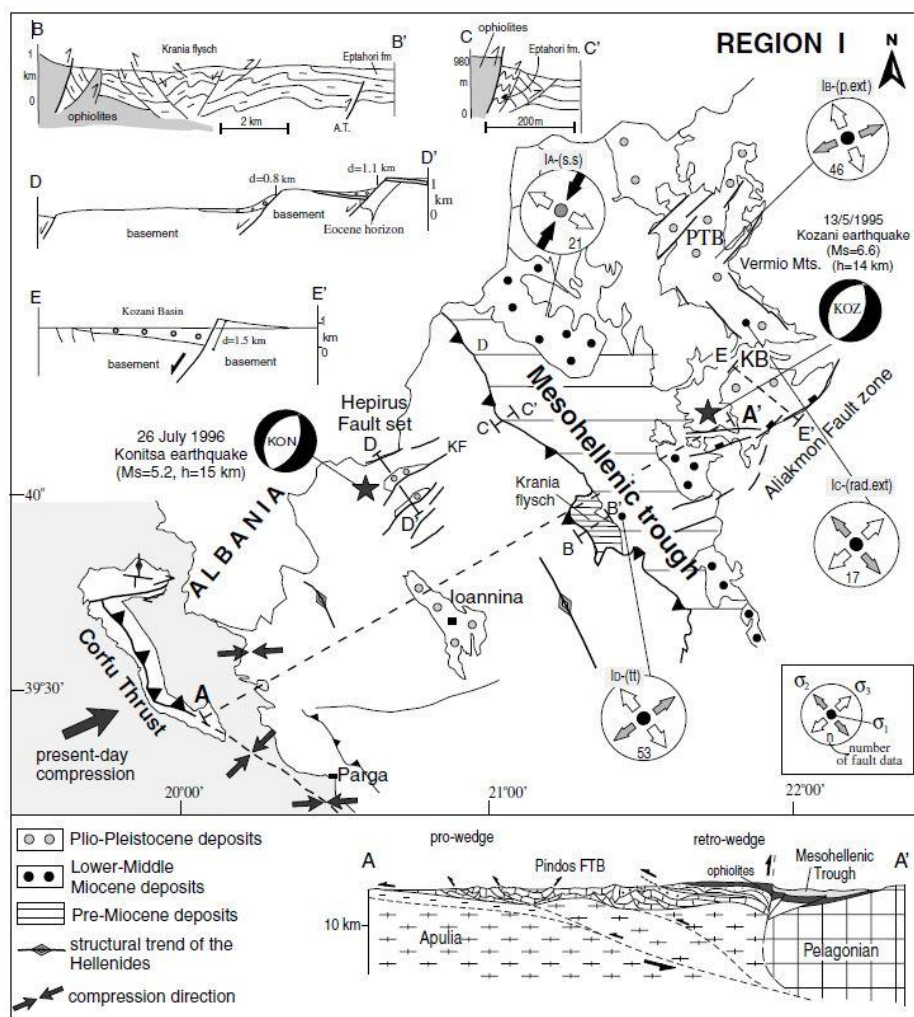 REGION I
N
B
B'
1
km
0
Krania flysch
Eptahori fm
ophiolites
2 km
A.T.
C
C'
ophiolites
980
m
0
Eptahori fm.
200m
D
D'
d=0.8 km
d=1.1 km
1
km
0
basement
basement
Eocene horizon
E
E'
Kozani Basin
1
km
0
d=1.5 km
basement
basement
IA-(s.s)
21
IB-(p.ext)
46
13/5/1995
Kozani earthquake
(Ms=6.6)
(h=14 km)
KOZ
PTB
Vermio Mts.
D
E
KB
A'
E'
Aliakmon Fault zone
Mesohellenic trough
C
C'
Hepirus
Fault set
D
KF
D'
KON
26 July 1996
Konitsa earthquake
(Ms=5.2, h=15 km)
40°
ALBANIA
Krania
flysch
B'
B
IC-(rad.ext)
17
Ioannina
Corfu Thrust
A
39°30'
present-day
compression
Parga
ID-(tt)
53
σ2
σ3
σ1
n
number
of fault data
20°00'
21°00'
22°00'
Plio-Pleistocene deposits
Lower-Middle
Miocene deposits
Pre-Miocene deposits
structural trend of the
Hellenides
compression direction
pro-wedge
retro-wedge
A
A'
Pindos FTB
ophiolites
Mesohellenic
Trough
10 km
Apulia
Pelagonian